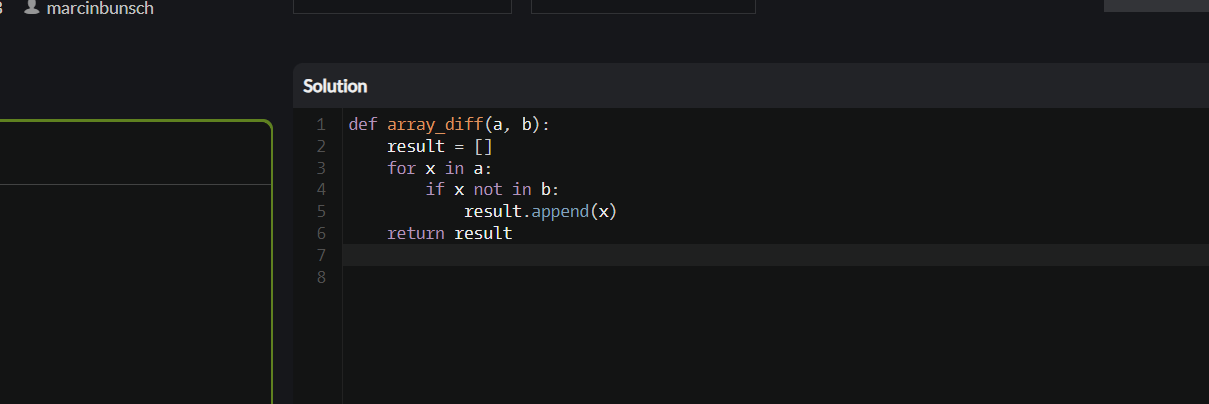 marcinbunsch
Solution
1 def array_diff(a, b):
2     result = []
3     for x in a:
4         if x not in b:
5             result.append(x)
6     return result
7
8